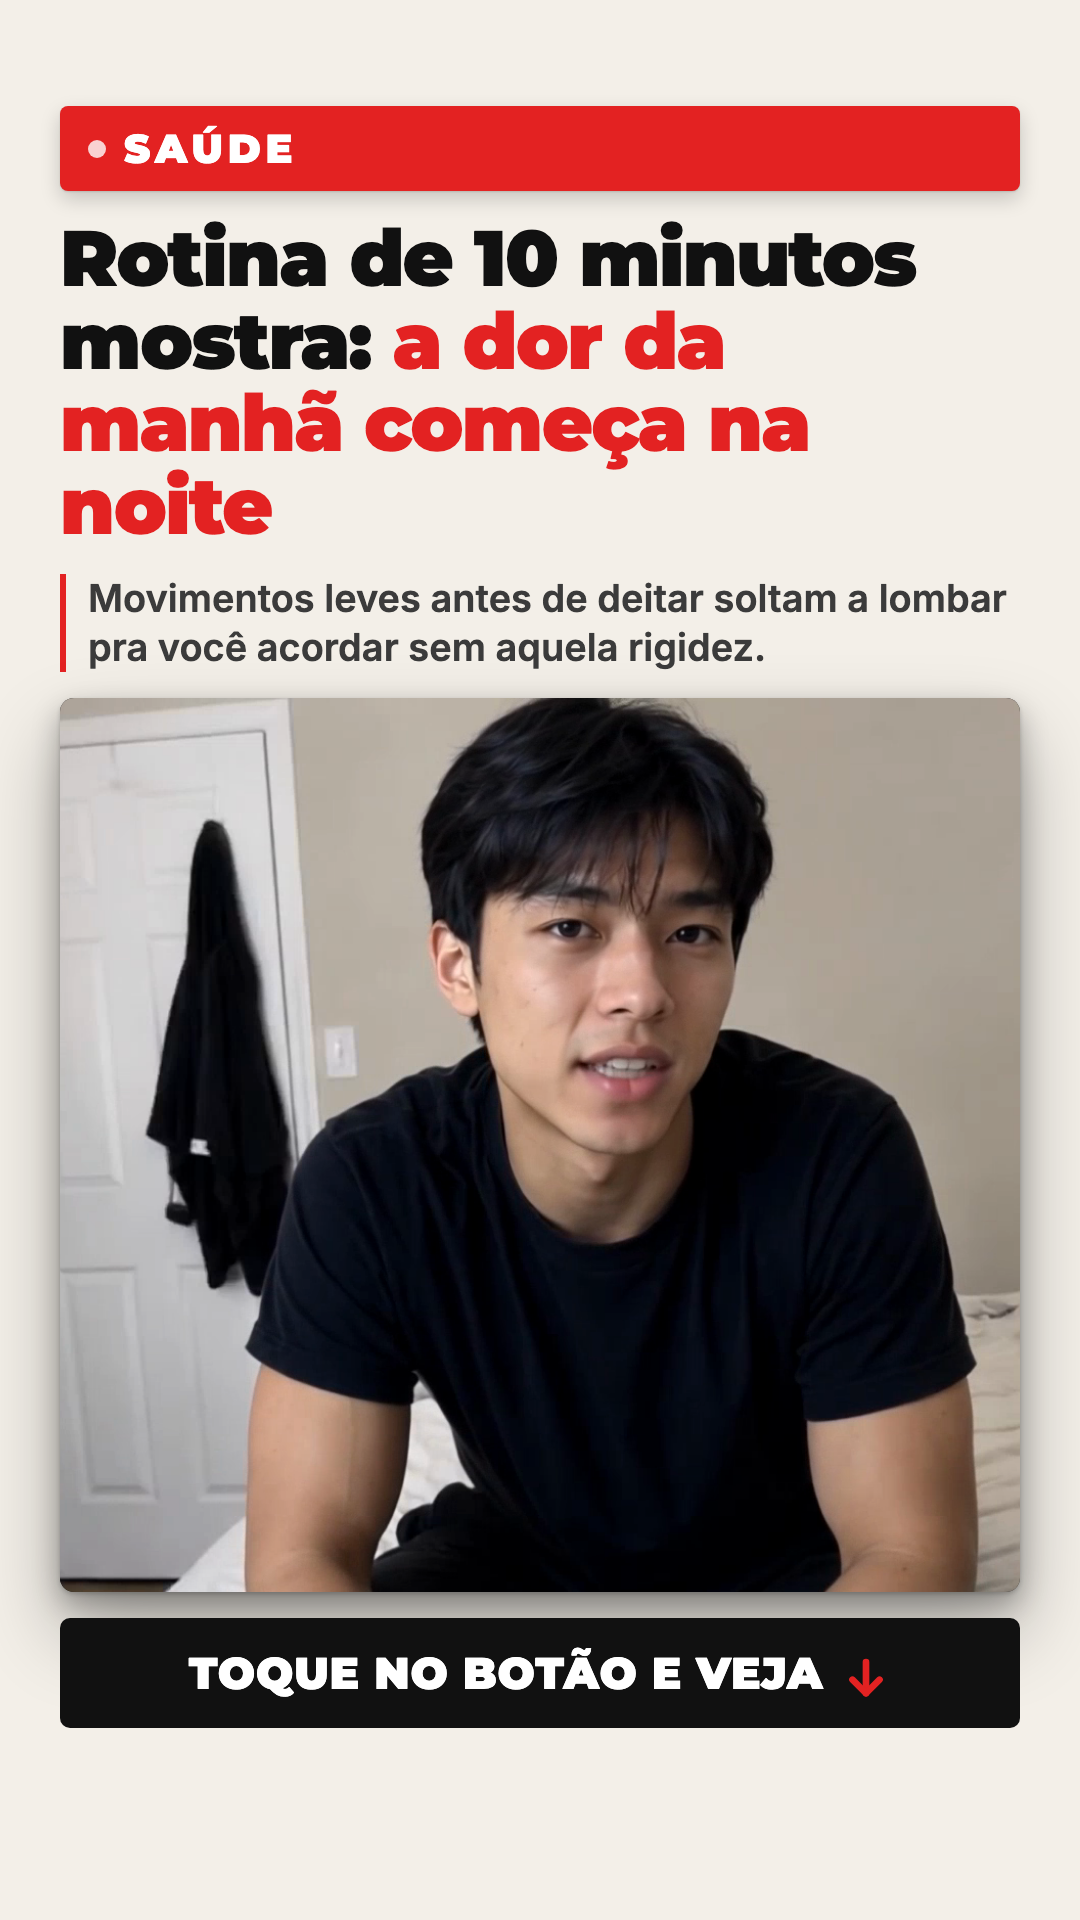 SAÚDE
Rotina de 10 minutos
mostra: a dor da
manhã começa na
noite
Movimentos leves antes de deitar soltam a lombar
pra você acordar sem aquela rigidez.
TOQUE NO BOTÃO E VEJA ↓